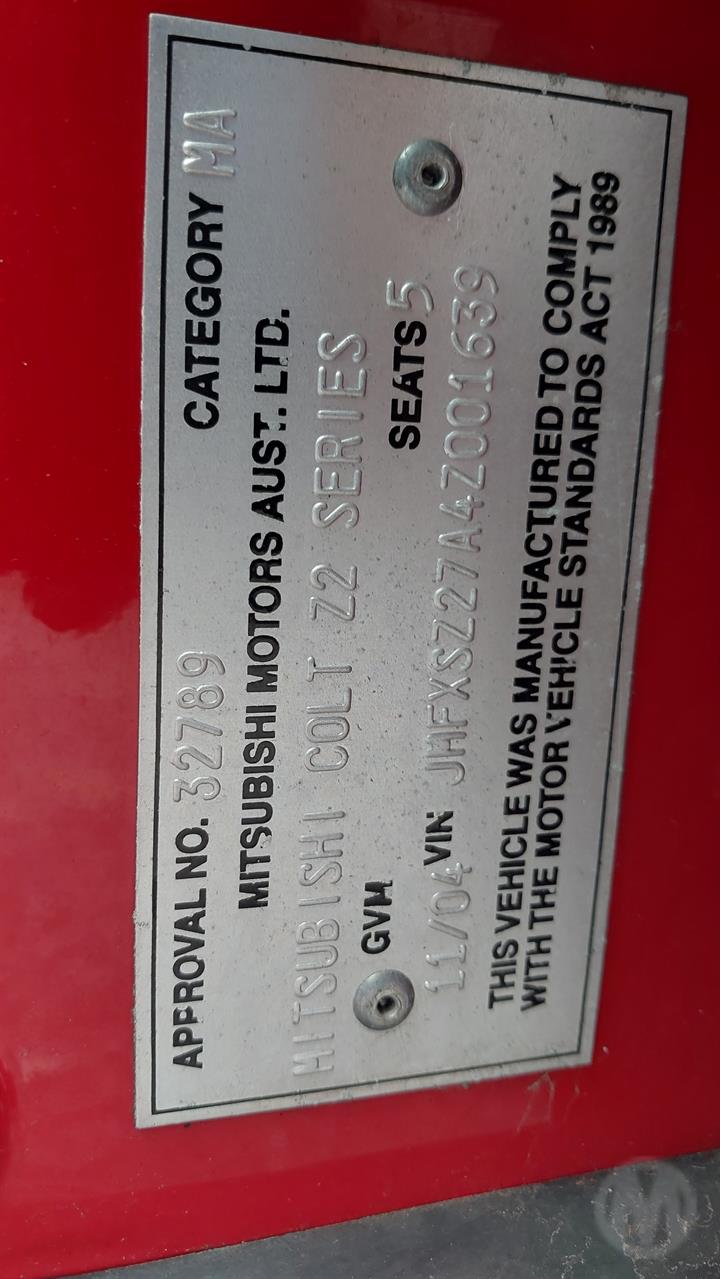 APPROVAL NO. 32789 CATEGORY MA
MITSUBISHI MOTORS AUST. LTD.
MITSUBISHI COLT Z2 SERIES
GVM SEATS 5
11/04 VIN JMFXSZ27A4Z001639
THIS VEHICLE WAS MANUFACTURED TO COMPLY
WITH THE MOTOR VEHICLE STANDARDS ACT 1989
M